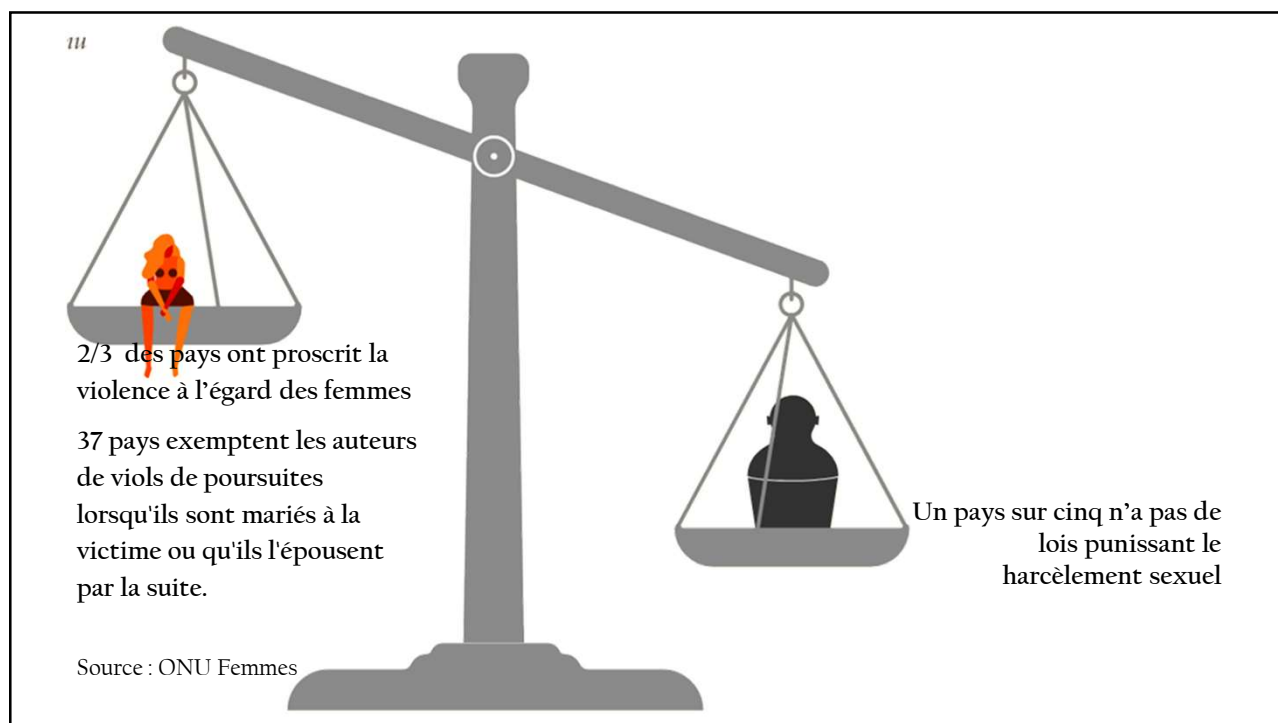 2/3  des pays ont proscrit la
violence à l’égard des femmes
37 pays exemptent les auteurs
de viols de poursuites
lorsqu'ils sont mariés à la
victime ou qu'ils l'épousent
par la suite.
Un pays sur cinq n’a pas de
lois punissant le
harcèlement sexuel
Source : ONU Femmes